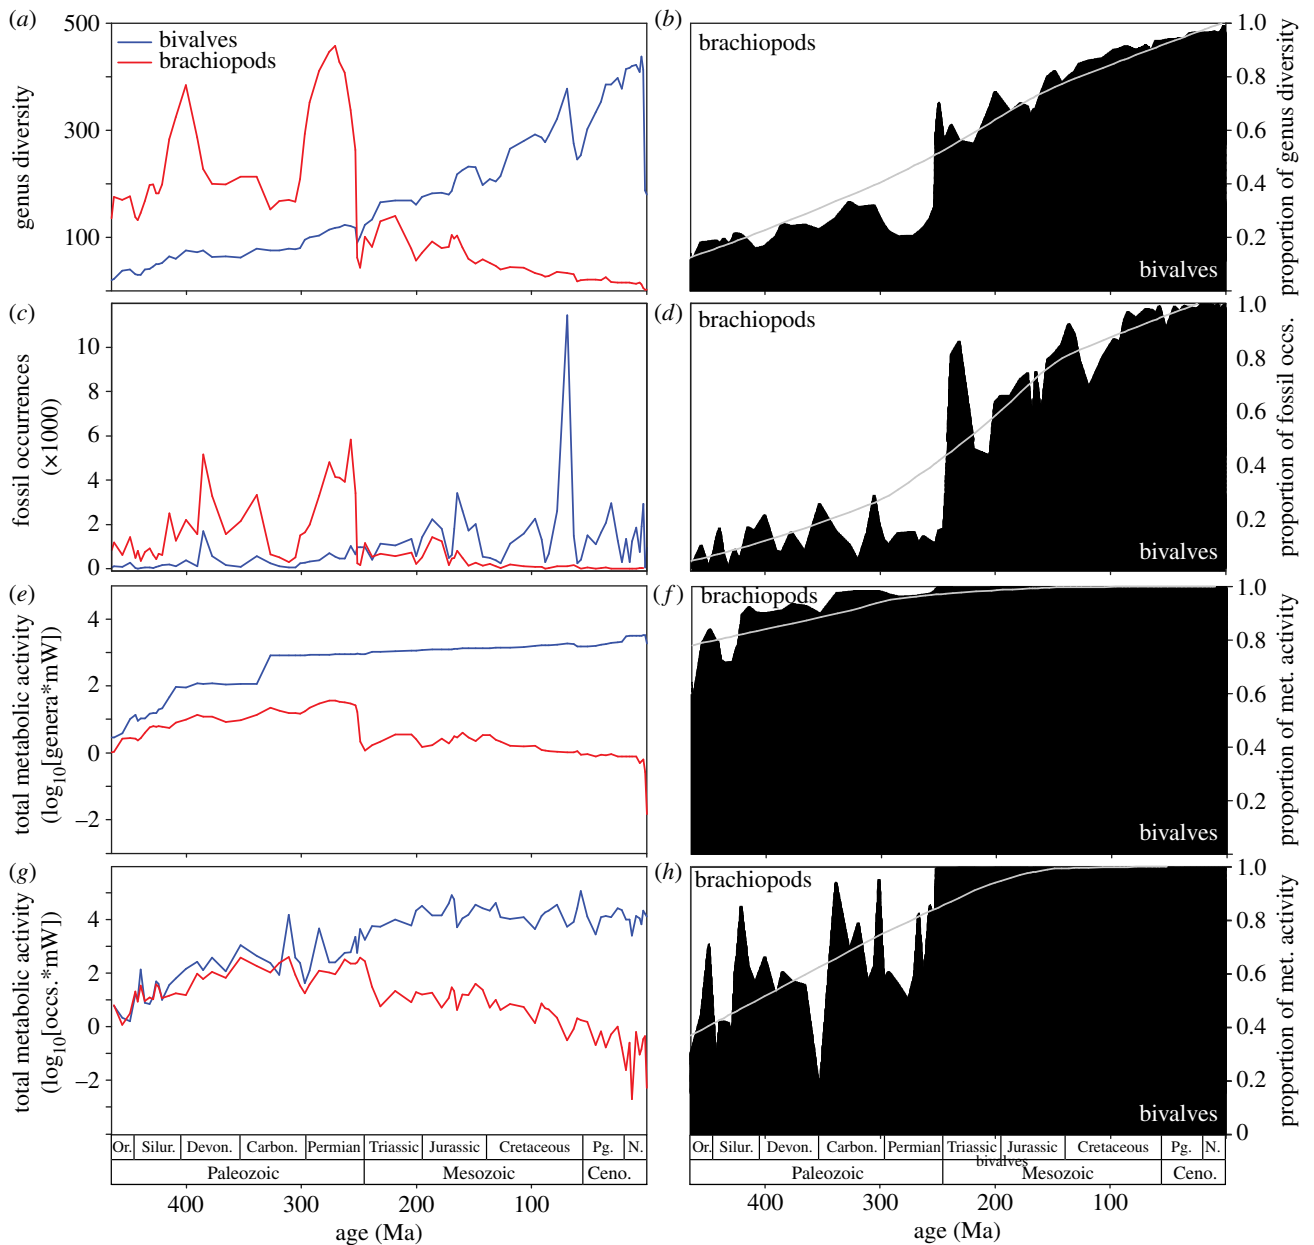 (a)
500
300
100
genus diversity
bivalves
brachiopods
(b)
brachiopods
bivalves
1.0
0.8
0.6
0.4
0.2
proportion of genus diversity
(c)
10
8
6
4
2
0
fossil occurrences
(×1000)
(d)
brachiopods
bivalves
1.0
0.8
0.6
0.4
0.2
proportion of fossil occs.
(e)
4
2
0
–2
total metabolic activity
(log10[genera*mW])
(f)
brachiopods
bivalves
1.0
0.8
0.6
0.4
0.2
proportion of met. activity
(g)
4
2
0
–2
total metabolic activity
(log10[occs.*mW])
(h)
brachiopods
bivalves
1.0
0.8
0.6
0.4
0.2
0
proportion of met. activity
Or. Silur. Devon. Carbon. Permian Triassic Jurassic Cretaceous Pg. N.
Paleozoic Mesozoic Ceno.
400 300 200 100
age (Ma)
Or. Silur. Devon. Carbon. Permian Triassic Jurassic Cretaceous Pg. N.
bivalves
Paleozoic Mesozoic Ceno.
400 300 200 100
age (Ma)